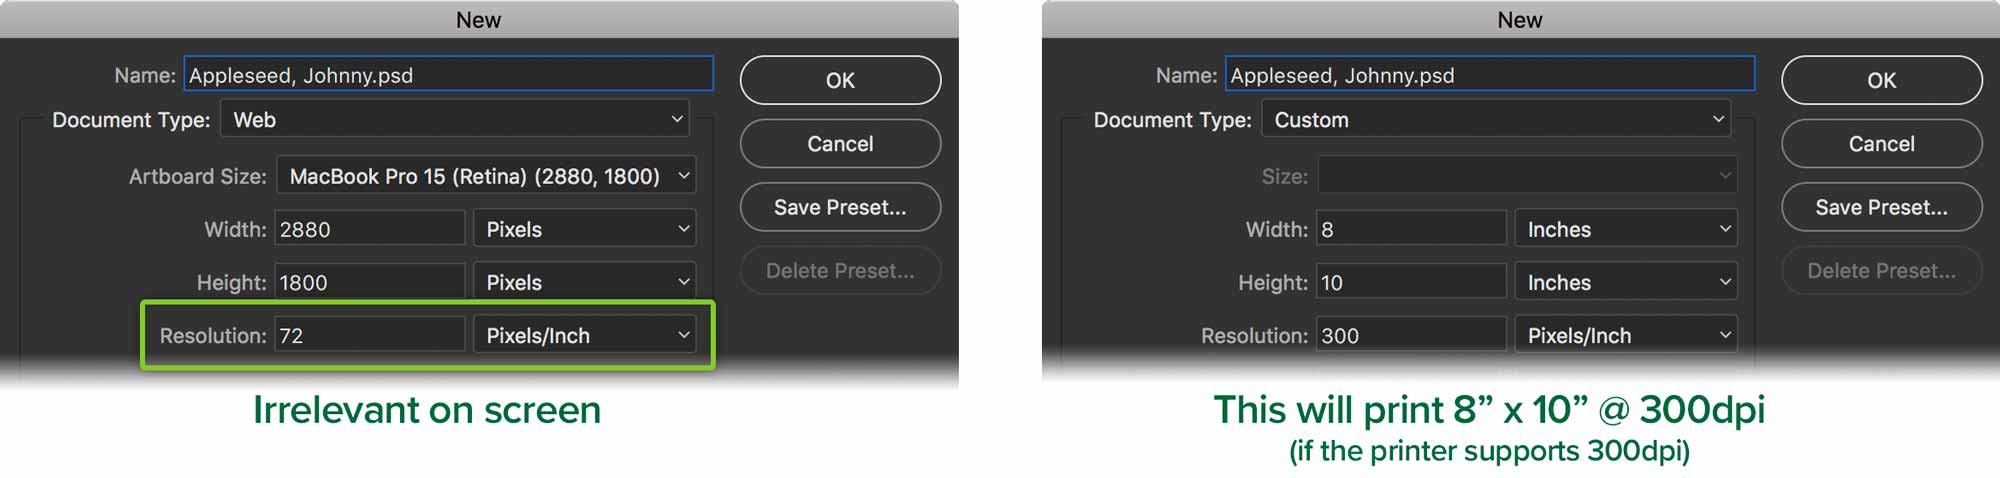 New
Name: Appleseed, Johnny.psd
OK
Document Type: Web
Cancel
Artboard Size: MacBook Pro 15 (Retina) (2880, 1800)
Save Preset...
Width: 2880 Pixels
Delete Preset...
Height: 1800 Pixels
Resolution: 72 Pixels/Inch
Irrelevant on screen
New
Name: Appleseed, Johnny.psd
OK
Document Type: Custom
Cancel
Size:
Save Preset...
Width: 8 Inches
Delete Preset...
Height: 10 Inches
Resolution: 300 Pixels/Inch
This will print 8” x 10” @ 300dpi
(if the printer supports 300dpi)